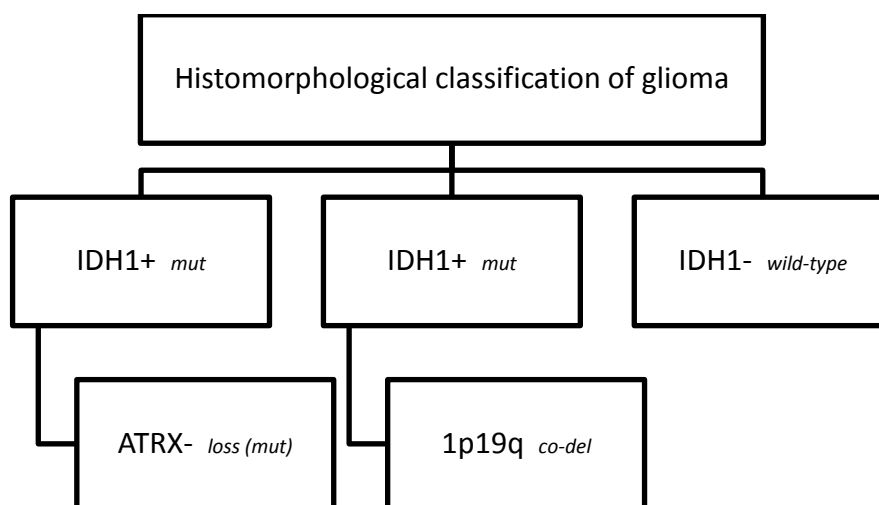 Histomorphological classification of glioma
IDH1+ mut
IDH1+ mut
IDH1- wild-type
ATRX- loss (mut)
1p19q co-del